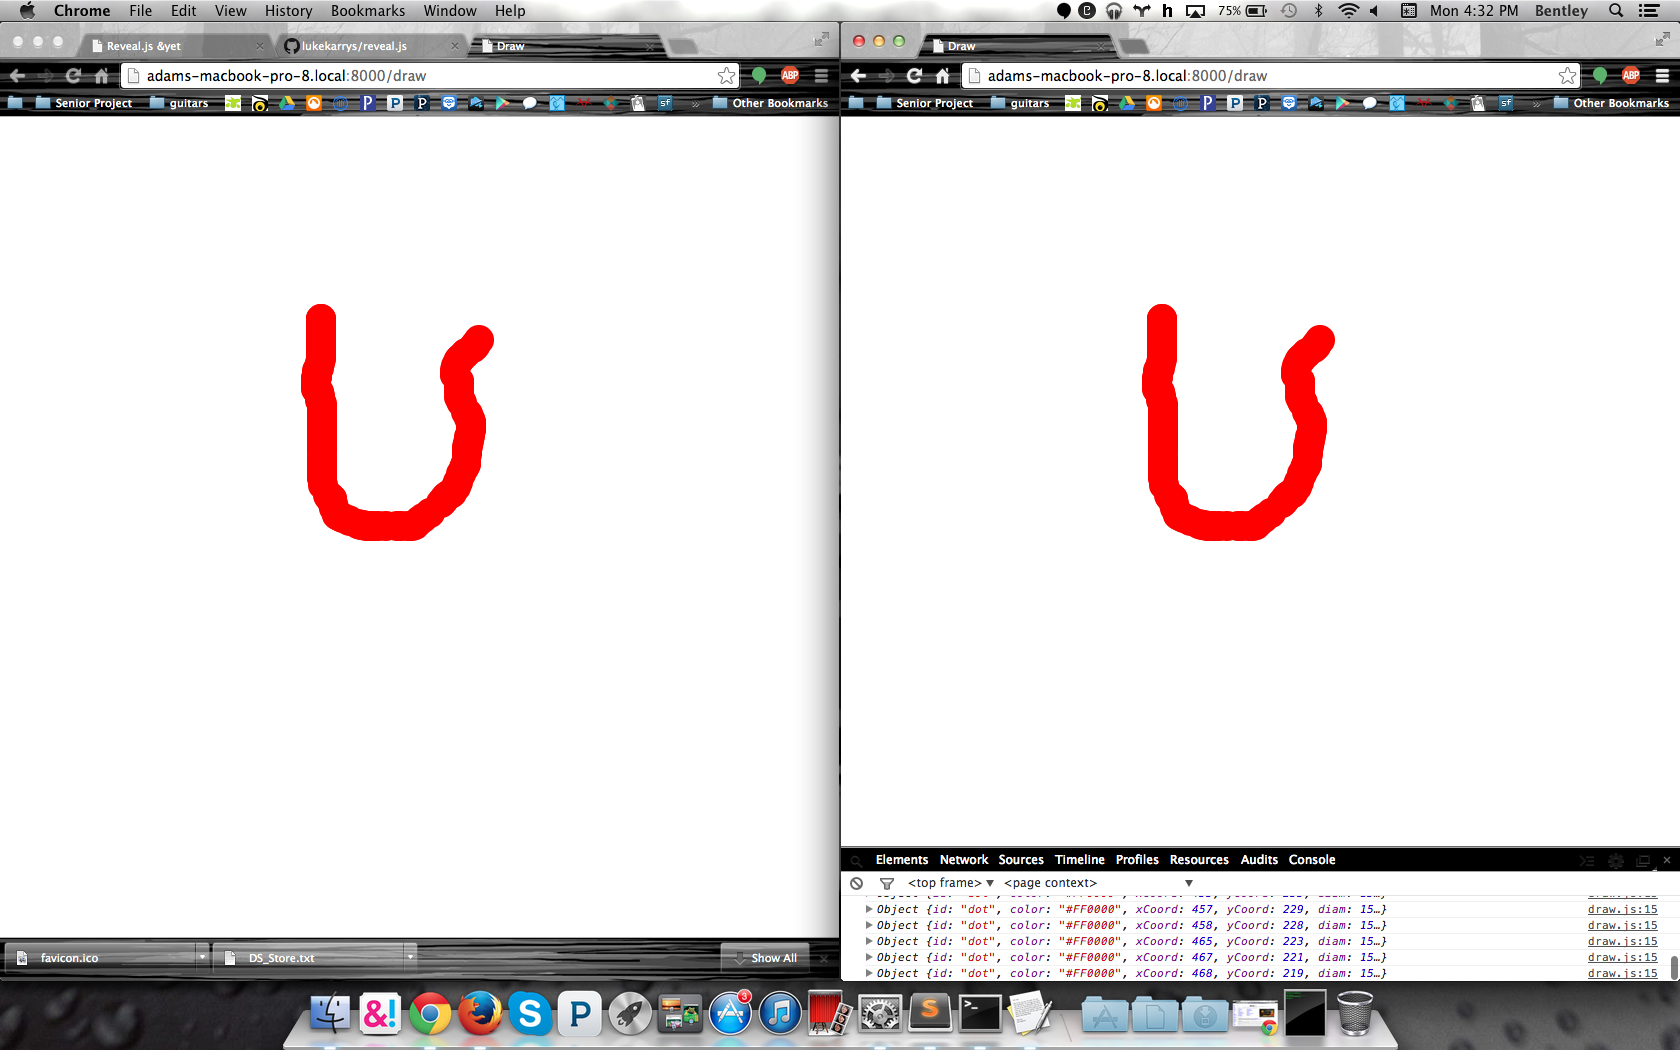 Chrome File Edit View History Bookmarks Window Help 75% Mon 4:32 PM Bentley
Reveal.js &yet lukekarrys/reveal.js Draw
adams-macbook-pro-8.local:8000/draw ABP
Senior Project guitars sf » Other Bookmarks
favicon.ico DS_Store.txt Show All
Draw
adams-macbook-pro-8.local:8000/draw ABP
Senior Project guitars sf » Other Bookmarks
Elements Network Sources Timeline Profiles Resources Audits Console
<top frame> <page context>
Object {id: "dot", color: "#FF0000", xCoord: 457, yCoord: 229, diam: 15…} draw.js:15
Object {id: "dot", color: "#FF0000", xCoord: 458, yCoord: 228, diam: 15…} draw.js:15
Object {id: "dot", color: "#FF0000", xCoord: 465, yCoord: 223, diam: 15…} draw.js:15
Object {id: "dot", color: "#FF0000", xCoord: 467, yCoord: 221, diam: 15…} draw.js:15
Object {id: "dot", color: "#FF0000", xCoord: 468, yCoord: 219, diam: 15…} draw.js:15
&! S P 3 S